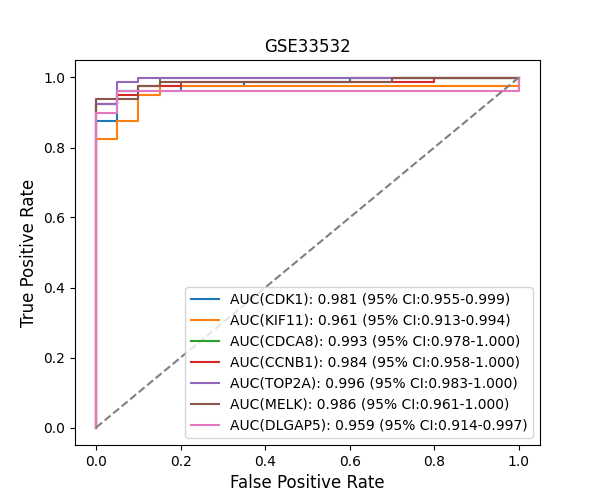 GSE33532
True Positive Rate
1.0
0.8
0.6
0.4
0.2
0.0
AUC(CDK1): 0.981 (95% CI:0.955-0.999)
AUC(KIF11): 0.961 (95% CI:0.913-0.994)
AUC(CDCA8): 0.993 (95% CI:0.978-1.000)
AUC(CCNB1): 0.984 (95% CI:0.958-1.000)
AUC(TOP2A): 0.996 (95% CI:0.983-1.000)
AUC(MELK): 0.986 (95% CI:0.961-1.000)
AUC(DLGAP5): 0.959 (95% CI:0.914-0.997)
0.0 0.2 0.4 0.6 0.8 1.0
False Positive Rate